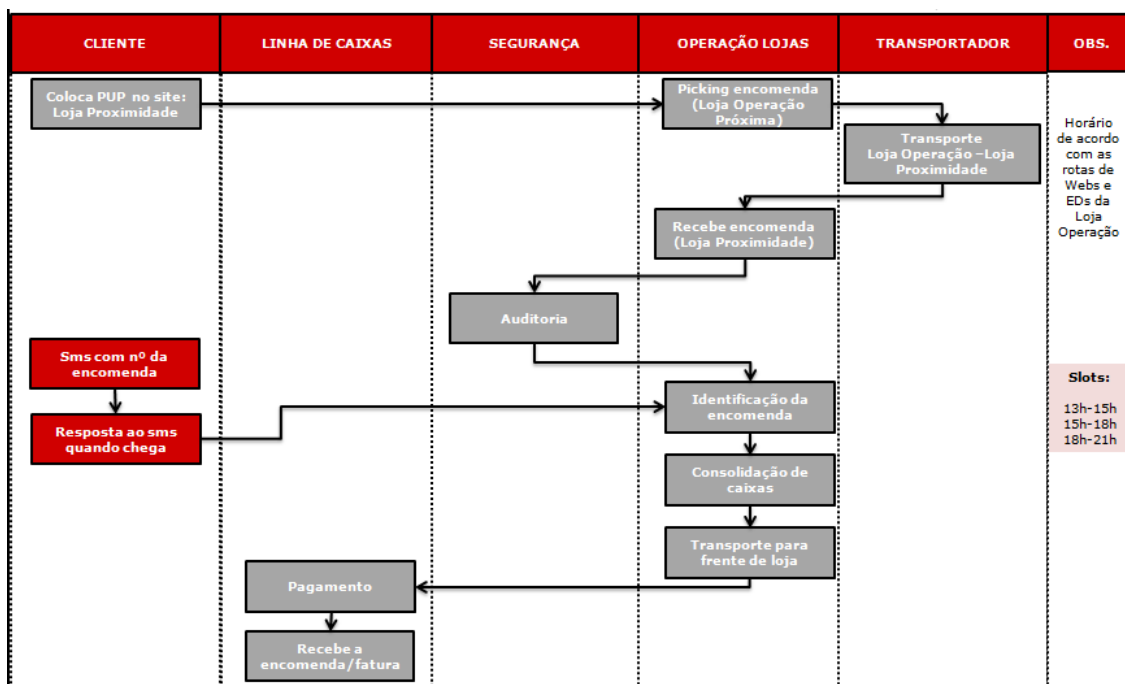 CLIENTE
LINHA DE CAIXAS
SEGURANÇA
OPERAÇÃO LOJAS
TRANSPORTADOR
OBS.
Coloca PUP no site:
Loja Proximidade
Picking encomenda
(Loja Operação
Próxima)
Transporte
Loja Operação –Loja
Proximidade
Horário
de acordo
com as
rotas de
Webs e
EDs da
Loja
Operação
Recebe encomenda
(Loja Proximidade)
Auditoria
Sms com nº da
encomenda
Resposta ao sms
quando chega
Identificação da
encomenda
Slots:
13h-15h
15h-18h
18h-21h
Consolidação de
caixas
Transporte para
frente de loja
Pagamento
Recebe a
encomenda/fatura